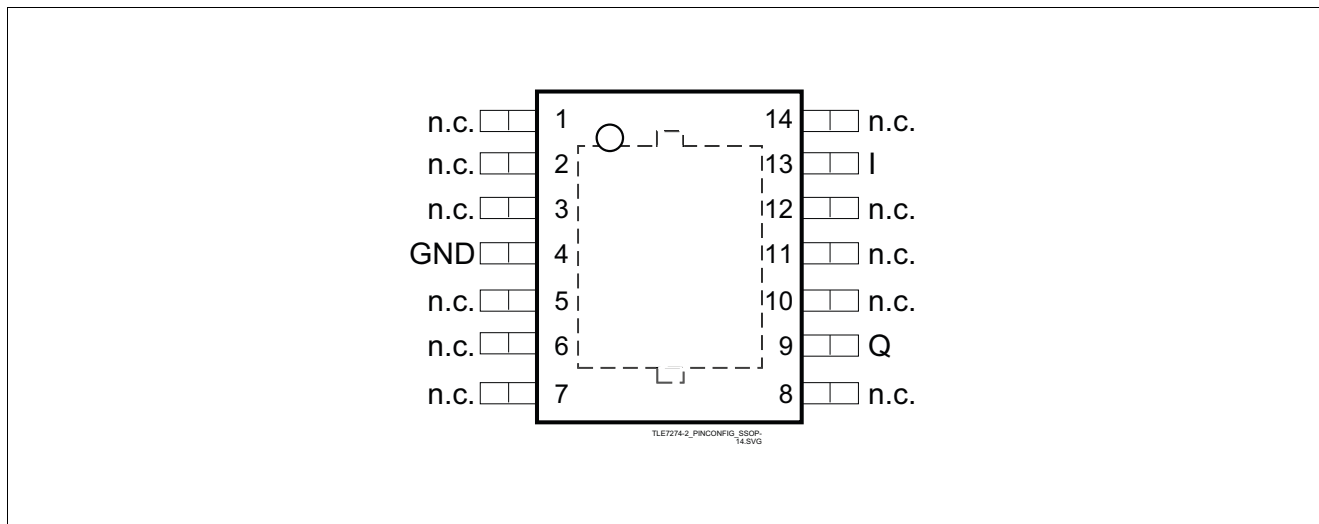 n.c. 1 14 n.c.
n.c. 2 13 I
n.c. 3 12 n.c.
GND 4 11 n.c.
n.c. 5 10 n.c.
n.c. 6 9 Q
n.c. 7 8 n.c.
TLE7274-2_PINCONFIG_SSOP-
14.SVG